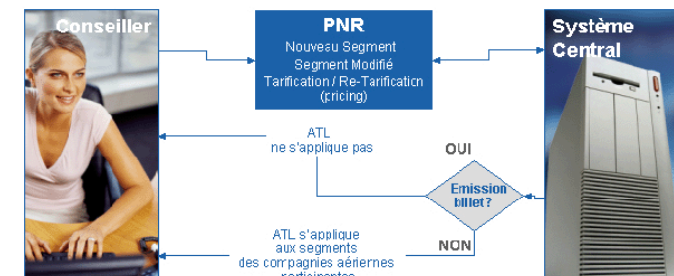 Conseiller
PNR
Nouveau Segment
Segment Modifié
Tarification / Re-Tarification
(pricing)
Système
Central
ATL
ne s'applique pas
OUI
Emission
billet?
NON
ATL s'applique
aux segments
des compagnies aériennes
participantes